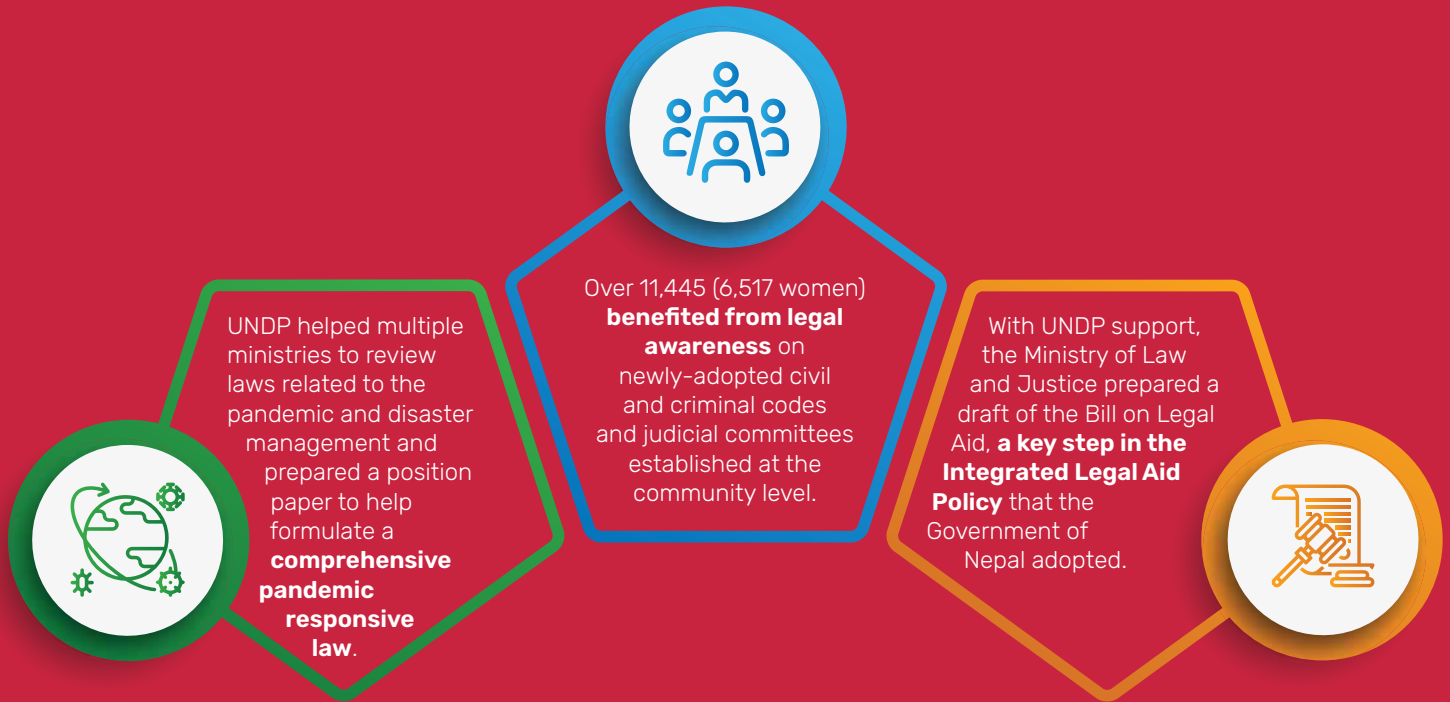 UNDP helped multiple
ministries to review
laws related to the
pandemic and disaster
management and
prepared a position
paper to help
formulate a
comprehensive
pandemic
responsive
law.
Over 11,445 (6,517 women)
benefited from legal
awareness on
newly-adopted civil
and criminal codes
and judicial committees
established at the
community level.
With UNDP support,
the Ministry of Law
and Justice prepared a
draft of the Bill on Legal
Aid, a key step in the
Integrated Legal Aid
Policy that the
Government of
Nepal adopted.